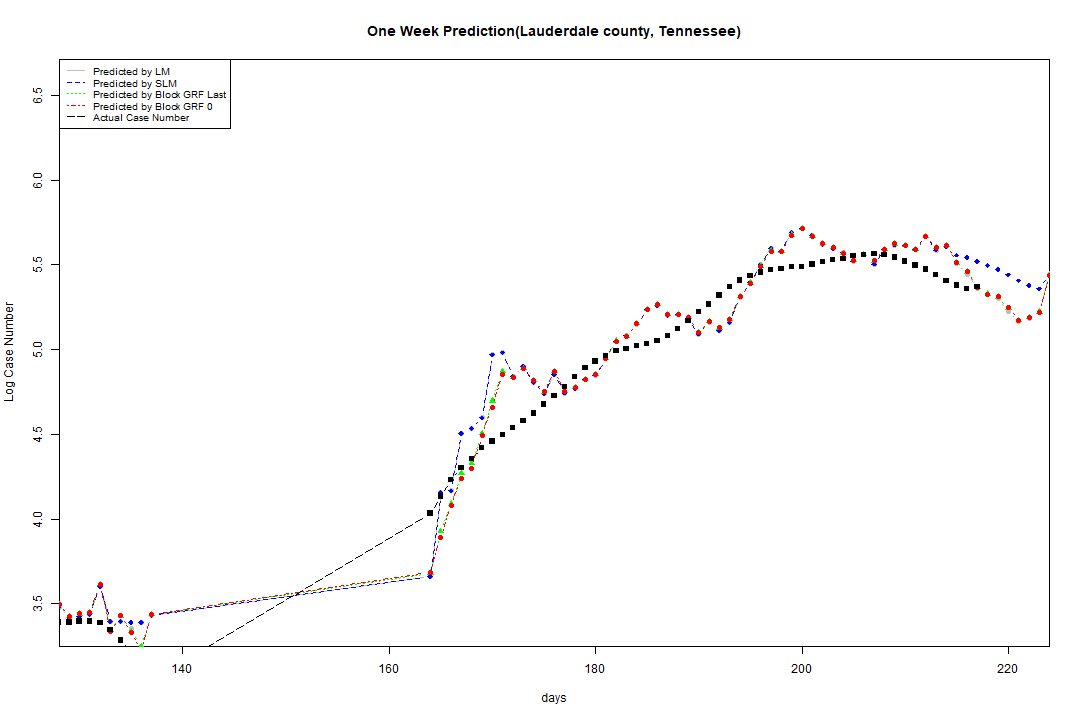 One Week Prediction(Lauderdale county, Tennessee)
Predicted by LM
Predicted by SLM
Predicted by Block GRF Last
Predicted by Block GRF 0
Actual Case Number
6.5
6.0
5.5
5.0
4.5
4.0
3.5
Log Case Number
140 160 180 200 220
days